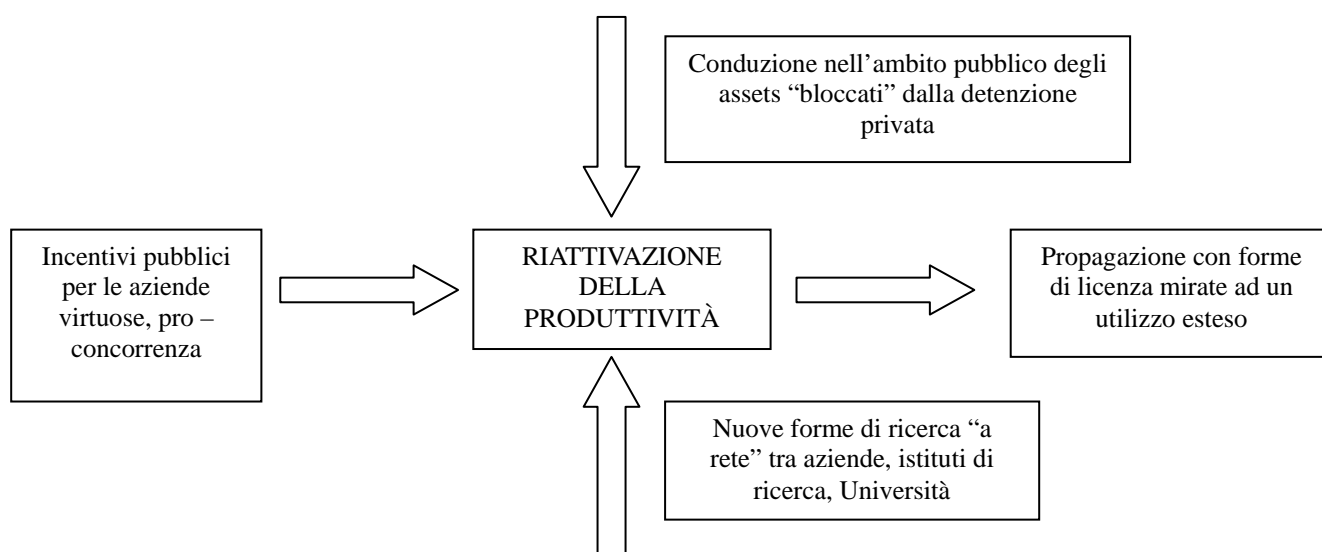 Conduzione nell’ambito pubblico degli
assets “bloccati” dalla detenzione
privata
Incentivi pubblici
per le aziende
virtuose, pro –
concorrenza
RIATTIVAZIONE
DELLA
PRODUTTIVITÀ
Propagazione con forme
di licenza mirate ad un
utilizzo esteso
Nuove forme di ricerca “a
rete” tra aziende, istituti di
ricerca, Università